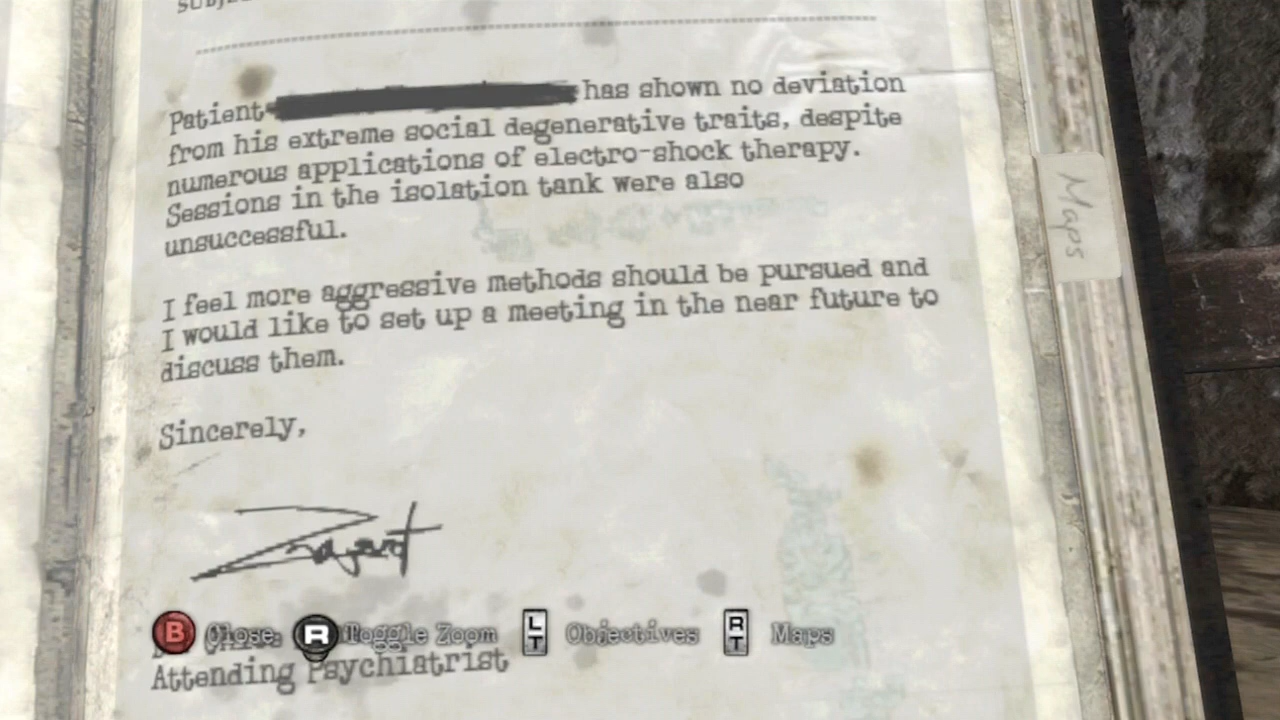 Patient has shown no deviation
from his extreme social degenerative traits, despite
numerous applications of electro-shock therapy.
Sessions in the isolation tank were also
unsuccessful.
I feel more aggressive methods should be pursued and
I would like to set up a meeting in the near future to
discuss them.
Sincerely,
B Close R Toggle Zoom LT Objectives RT Maps
Attending Psychiatrist
Maps